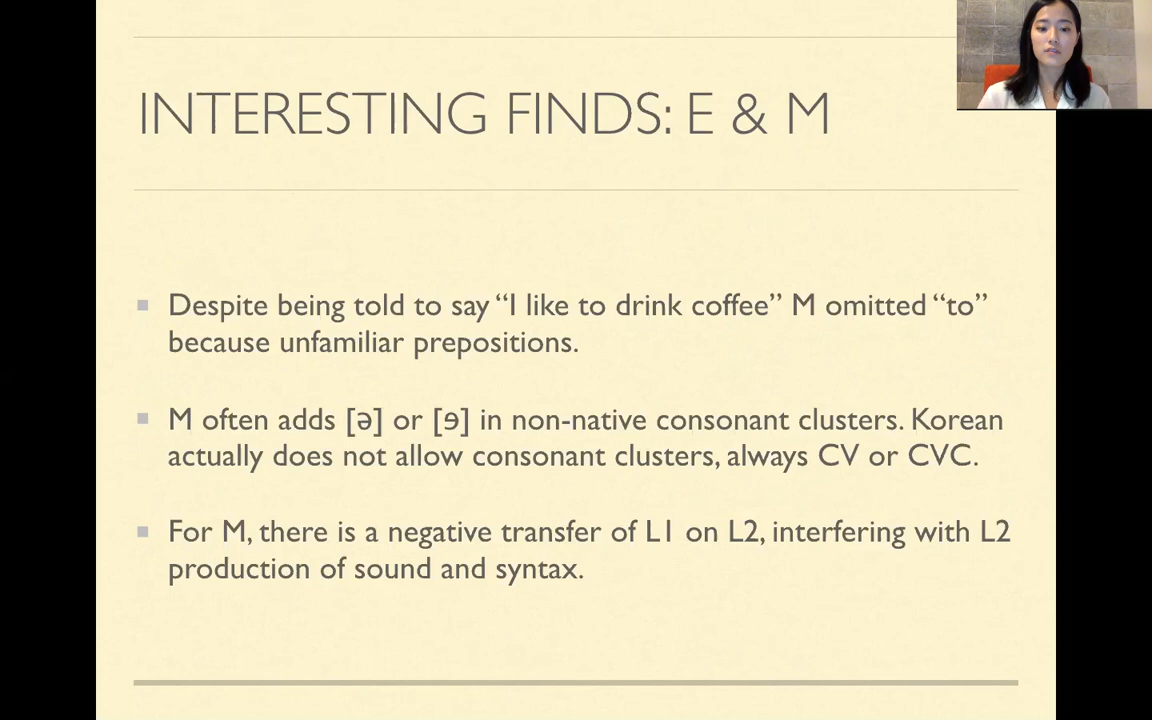 INTERESTING FINDS: E & M
Despite being told to say “I like to drink coffee” M omitted “to”
because unfamiliar prepositions.
M often adds [ə] or [ɘ] in non-native consonant clusters. Korean
actually does not allow consonant clusters, always CV or CVC.
For M, there is a negative transfer of L1 on L2, interfering with L2
production of sound and syntax.